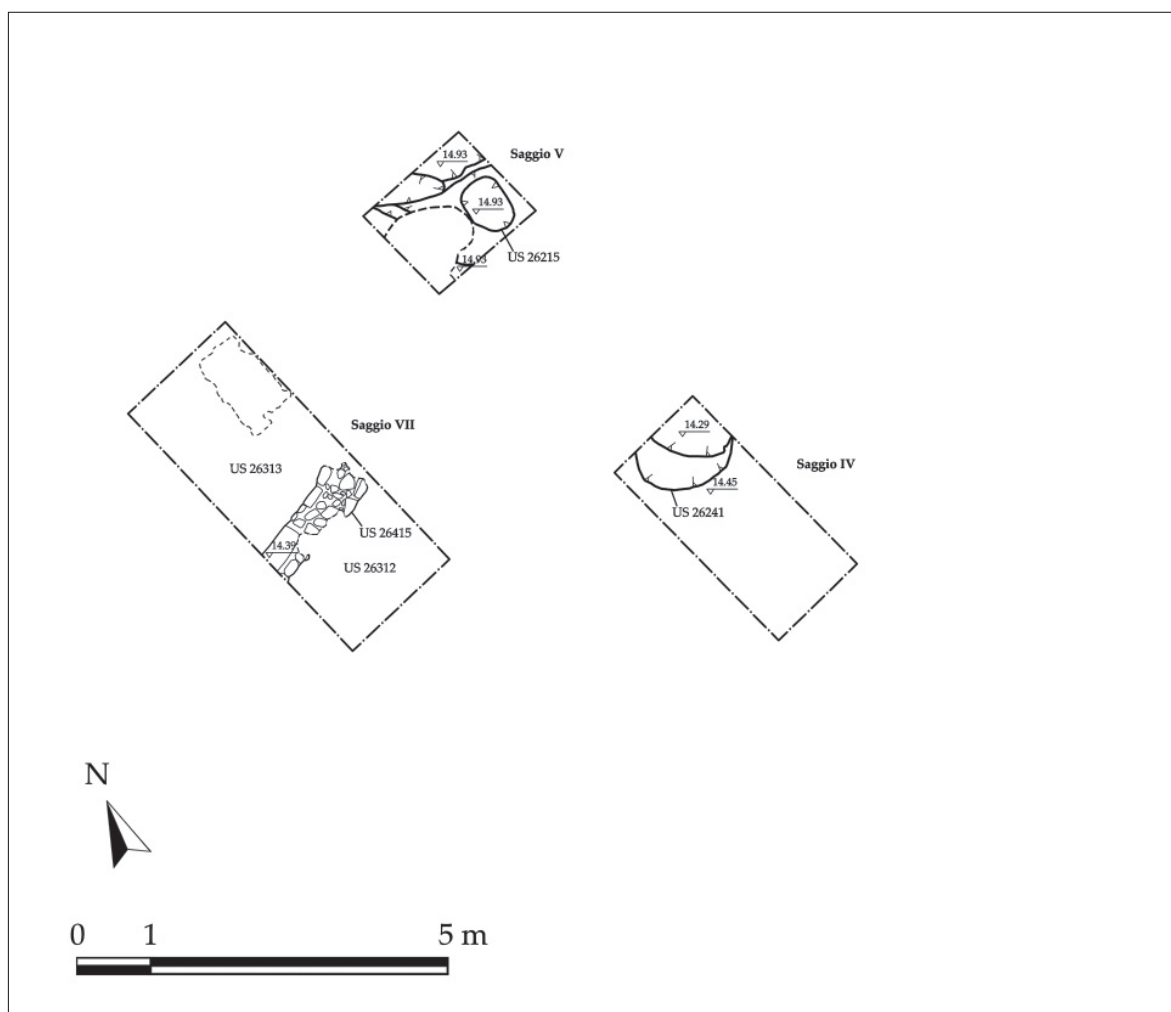 14.93
Saggio V
14.93
US 26215
14.93
Saggio VII
14.29
Saggio IV
US 26313
14.45
US 26241
US 26415
14.39
US 26312
N
0 1 5 m